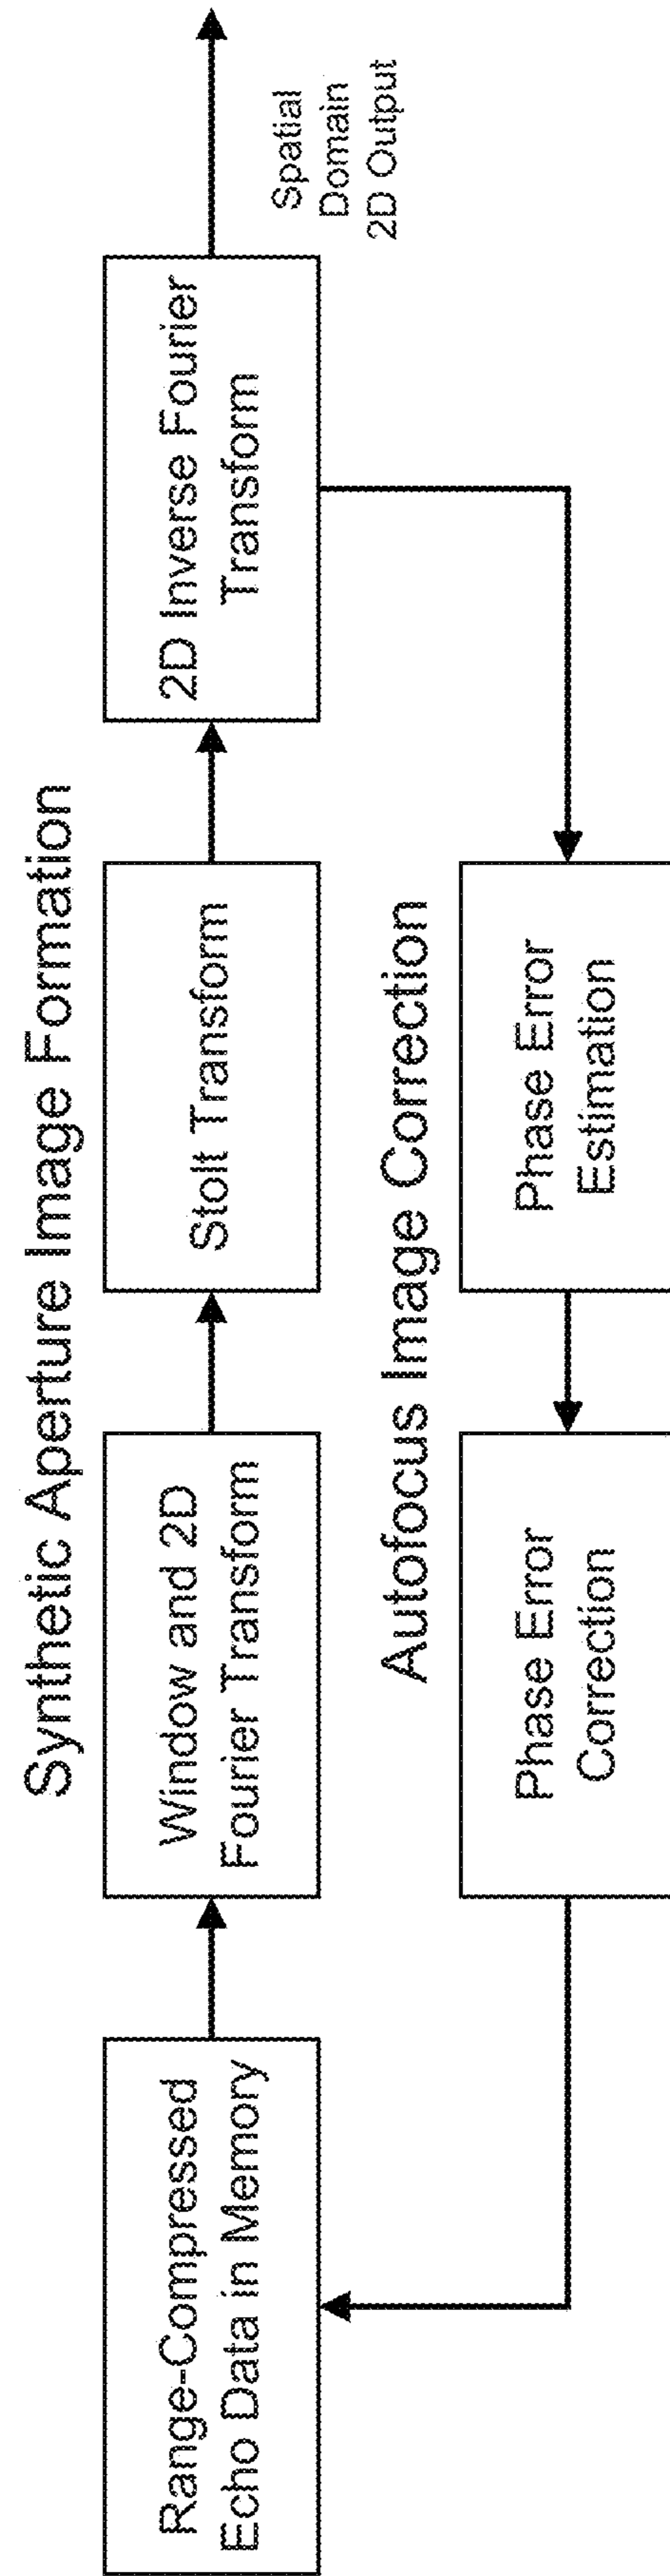 Synthetic Aperture Image Formation
Range-Compressed
Echo Data in Memory
Window and 2D
Fourier Transform
Stolt Transform
2D Inverse Fourier
Transform
Spatial
Domain
2D Output
Autofocus Image Correction
Phase Error
Correction
Phase Error
Estimation